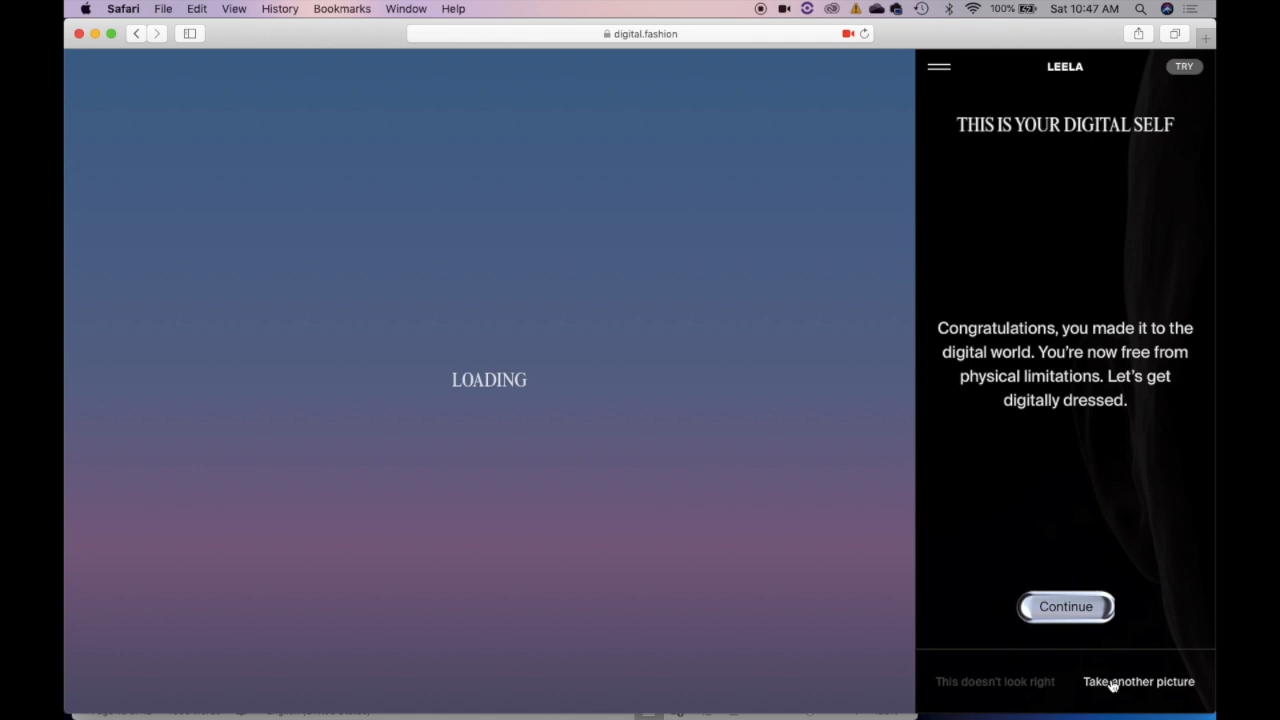 Safari File Edit View History Bookmarks Window Help 100% Sat 10:47 AM
digital.fashion
LEELA TRY
THIS IS YOUR DIGITAL SELF
Congratulations, you made it to the
digital world. You're now free from
physical limitations. Let's get
digitally dressed.
LOADING
Continue
This doesn't look right Take another picture